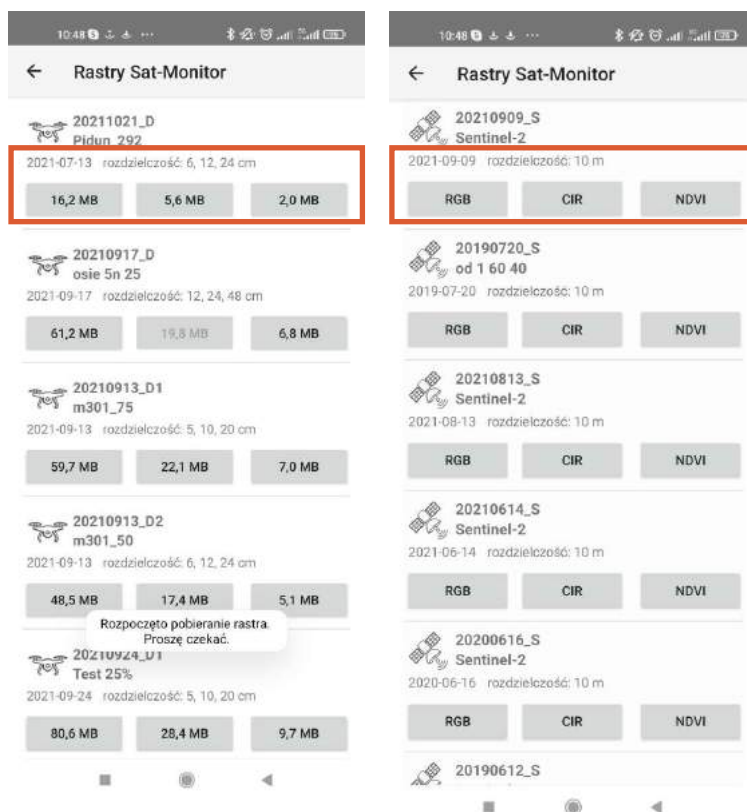 10:48
Rastry Sat-Monitor
20211021_D
Pidun_292
2021-07-13 rozdzielczość: 6, 12, 24 cm
16,2 MB 5,6 MB 2,0 MB
20210917_D
osie 5n 25
2021-09-17 rozdzielczość: 12, 24, 48 cm
61,2 MB 19,8 MB 6,8 MB
20210913_D1
m301_75
2021-09-13 rozdzielczość: 5, 10, 20 cm
59,7 MB 22,1 MB 7,0 MB
20210913_D2
m301_50
2021-09-13 rozdzielczość: 6, 12, 24 cm
48,5 MB 17,4 MB 5,1 MB
Rozpoczęto pobieranie rastra.
Proszę czekać.
20210924_D1
Test 25%
2021-09-24 rozdzielczość: 5, 10, 20 cm
80,6 MB 28,4 MB 9,7 MB
10:48
Rastry Sat-Monitor
20210909_S
Sentinel-2
2021-09-09 rozdzielczość: 10 m
RGB CIR NDVI
20190720_S
od 1 60 40
2019-07-20 rozdzielczość: 10 m
RGB CIR NDVI
20210813_S
Sentinel-2
2021-08-13 rozdzielczość: 10 m
RGB CIR NDVI
20210614_S
Sentinel-2
2021-06-14 rozdzielczość: 10 m
RGB CIR NDVI
20200616_S
Sentinel-2
2020-06-16 rozdzielczość: 10 m
RGB CIR NDVI
20190612_S